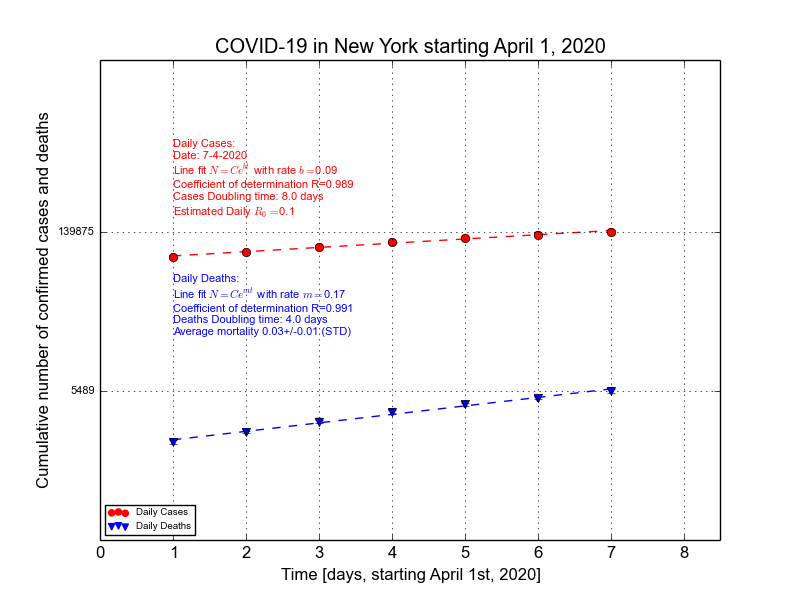 COVID-19 in New York starting April 1, 2020
Cumulative number of confirmed cases and deaths
Daily Cases:
Date: 7-4-2020
Line fit N = Ce^{bt} with rate b =0.09
Coefficient of determination R=0.989
Cases Doubling time: 8.0 days
Estimated Daily R_0 =0.1
139875
Daily Deaths:
Line fit N = Ce^{mt} with rate m =0.17
Coefficient of determination R=0.991
Deaths Doubling time: 4.0 days
Average mortality 0.03+/-0.01 (STD)
5489
Daily Cases
Daily Deaths
0 1 2 3 4 5 6 7 8
Time [days, starting April 1st, 2020]